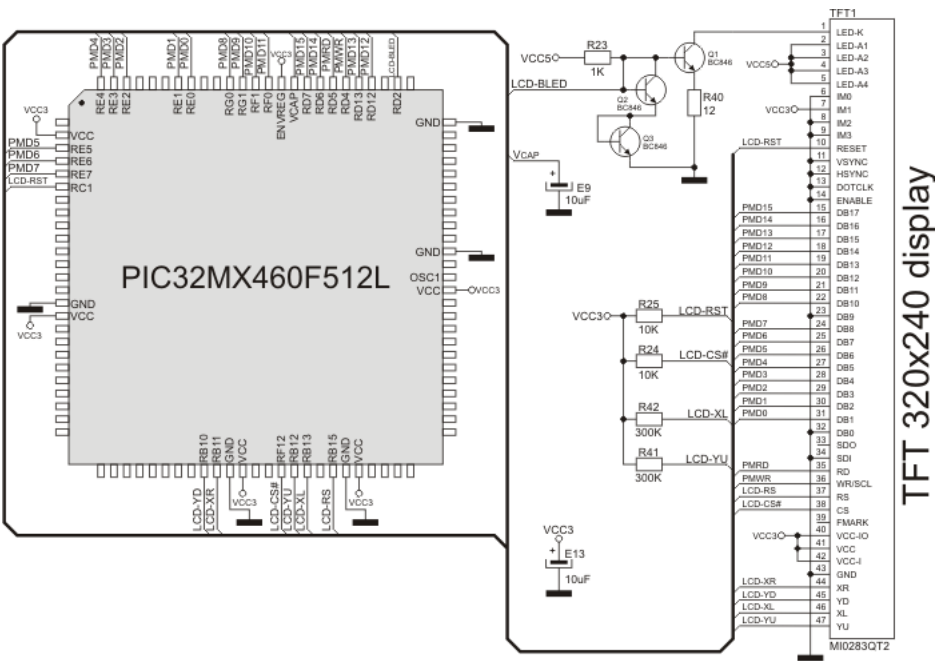 TFT1
PMD4
PMD3
PMD2
PMD1
PMD0
PMD8
PMD9
PMD10
PMD11
VCC3
PMD15
PMD14
PMRD
PMWR
PMD13
PMD12
LCD-BLED
RE4
RE3
RE2
RE1
RE0
RG0
RG1
RF1
RF0
ENVREG
VCAP
RD7
RD6
RD5
RD4
RD13
RD12
RD2
VCC3
VCC
PMD5 RE5
PMD6 RE6
PMD7 RE7
LCD-RST RC1
GND
GND
OSC1
VCC VCC3
PIC32MX460F512L
GND
VCC
VCC3
RB10
RB11
GND
VCC
RF12
RB12
RB13
RB15
GND
VCC
LCD-YD
LCD-XR
VCC3
LCD-CS#
LCD-YU
LCD-XL
LCD-RS
VCC3
VCC5
R23
1K
LCD-BLED
Q1
BC846
Q2
BC846
Q3
BC846
R40
12
VCAP
+
E9
10uF
VCC3
R25
10K
LCD-RST
R24
10K
LCD-CS#
R42
300K
LCD-XL
R41
300K
LCD-YU
VCC3
+
E13
10uF
VCC5
VCC3
VCC3
1 LED-K
2 LED-A1
3 LED-A2
4 LED-A3
5 LED-A4
6 IM0
7 IM1
8 IM2
9 IM3
LCD-RST 10 RESET
11 VSYNC
12 HSYNC
13 DOTCLK
14 ENABLE
PMD15 15 DB17
PMD14 16 DB16
PMD13 17 DB15
PMD12 18 DB14
PMD11 19 DB13
PMD10 20 DB12
PMD9 21 DB11
PMD8 22 DB10
23 DB9
PMD7 24 DB8
PMD6 25 DB7
PMD5 26 DB6
PMD4 27 DB5
PMD3 28 DB4
PMD2 29 DB3
PMD1 30 DB2
PMD0 31 DB1
32 DB0
33 SDO
34 SDI
PMRD 35 RD
PMWR 36 WR/SCL
LCD-RS 37 RS
LCD-CS# 38 CS
39 FMARK
40 VCC-IO
41 VCC
42 VCC-I
43 GND
LCD-XR 44 XR
LCD-YD 45 YD
LCD-XL 46 XL
LCD-YU 47 YU
MI0283QT2
TFT 320x240 display